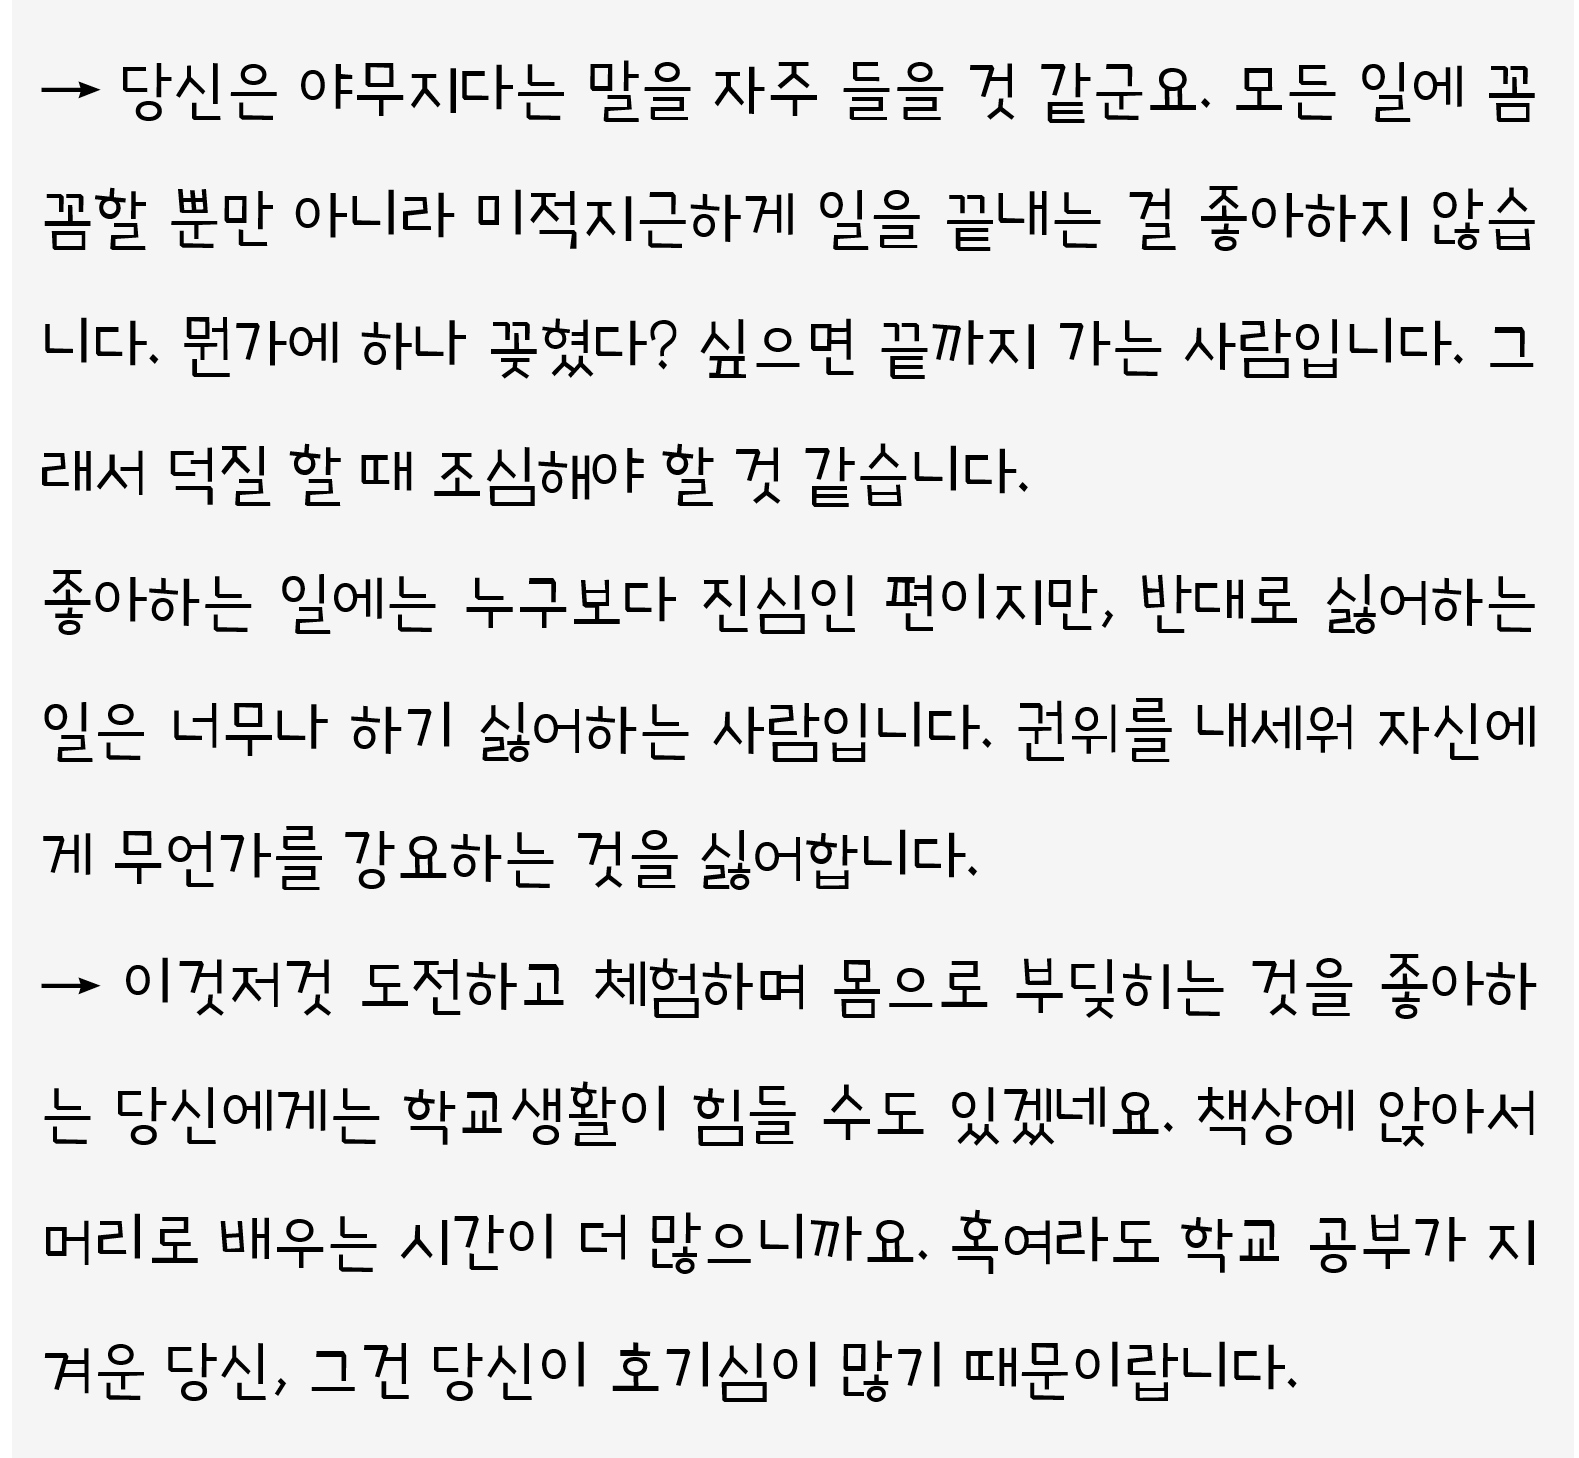 → 당신은 야무지다는 말을 자주 들을 것 같군요. 모든 일에 꼼
꼼할 뿐만 아니라 미적지근하게 일을 끝내는 걸 좋아하지 않습
니다. 뭔가에 하나 꽂혔다? 싶으면 끝까지 가는 사람입니다. 그
래서 덕질 할 때 조심해야 할 것 같습니다.
좋아하는 일에는 누구보다 진심인 편이지만, 반대로 싫어하는
일은 너무나 하기 싫어하는 사람입니다. 권위를 내세워 자신에
게 무언가를 강요하는 것을 싫어합니다.
→ 이것저것 도전하고 체험하며 몸으로 부딪히는 것을 좋아하
는 당신에게는 학교생활이 힘들 수도 있겠네요. 책상에 앉아서
머리로 배우는 시간이 더 많으니까요. 혹여라도 학교 공부가 지
겨운 당신, 그건 당신이 호기심이 많기 때문이랍니다.